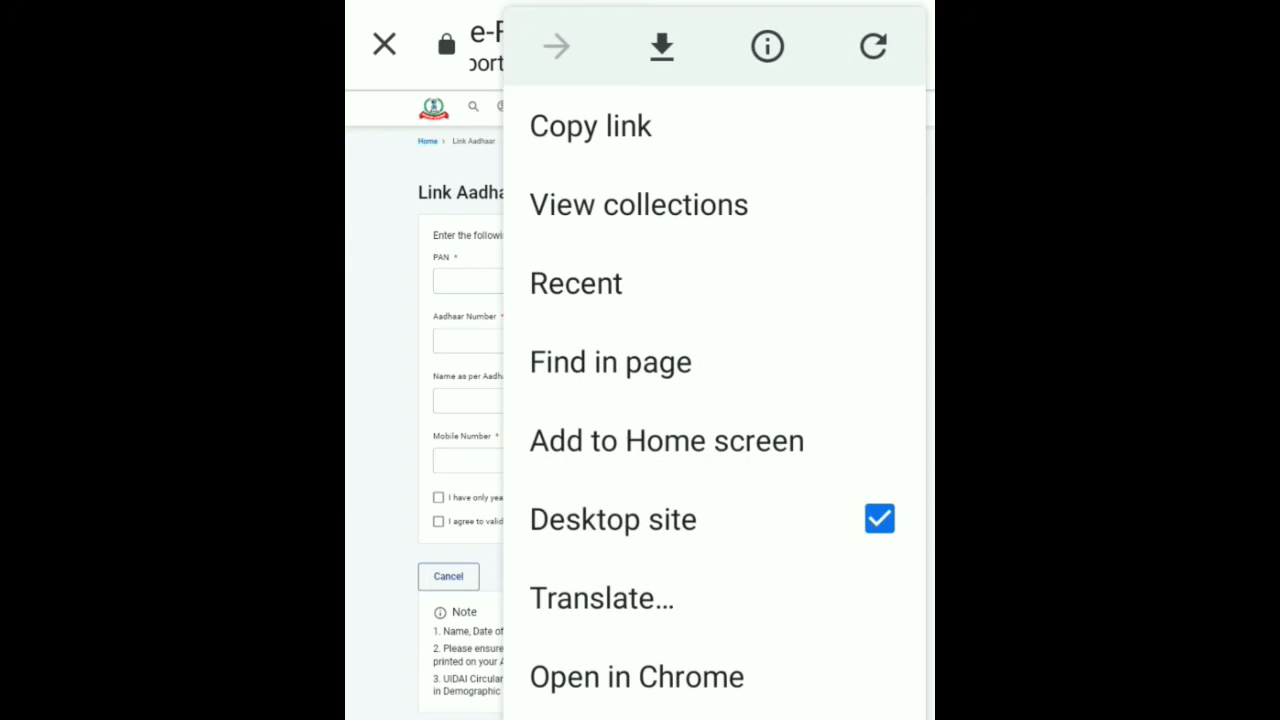 e-F
port
Home > Link Aadhaar
Link Aadha
Enter the followi
PAN *
Aadhaar Number *
Name as per Aadh
Mobile Number *
I have only yea
I agree to valid
Cancel
Note
1. Name, Date of
2. Please ensure
printed on your A
3. UIDAI Circular
in Demographic
Copy link
View collections
Recent
Find in page
Add to Home screen
Desktop site
Translate...
Open in Chrome